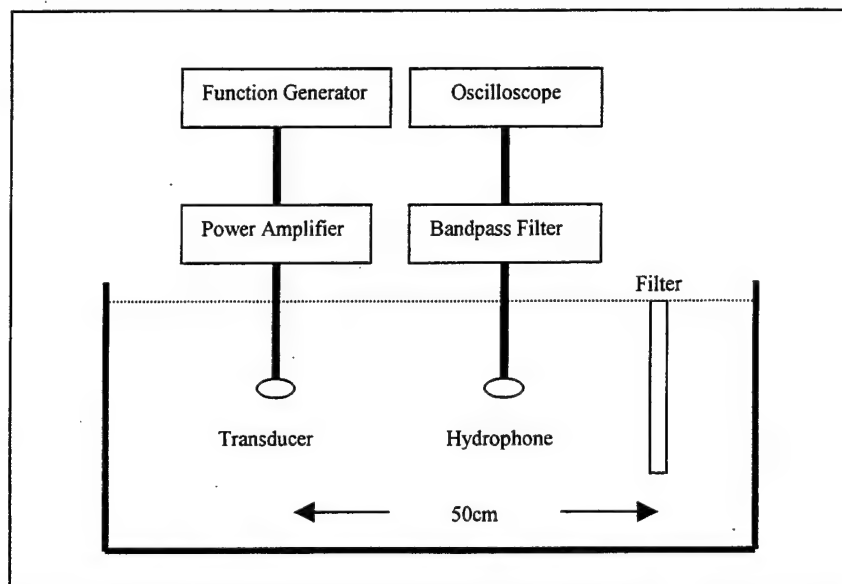 Function Generator
Oscilloscope
Power Amplifier
Bandpass Filter
Filter
Transducer
Hydrophone
50cm